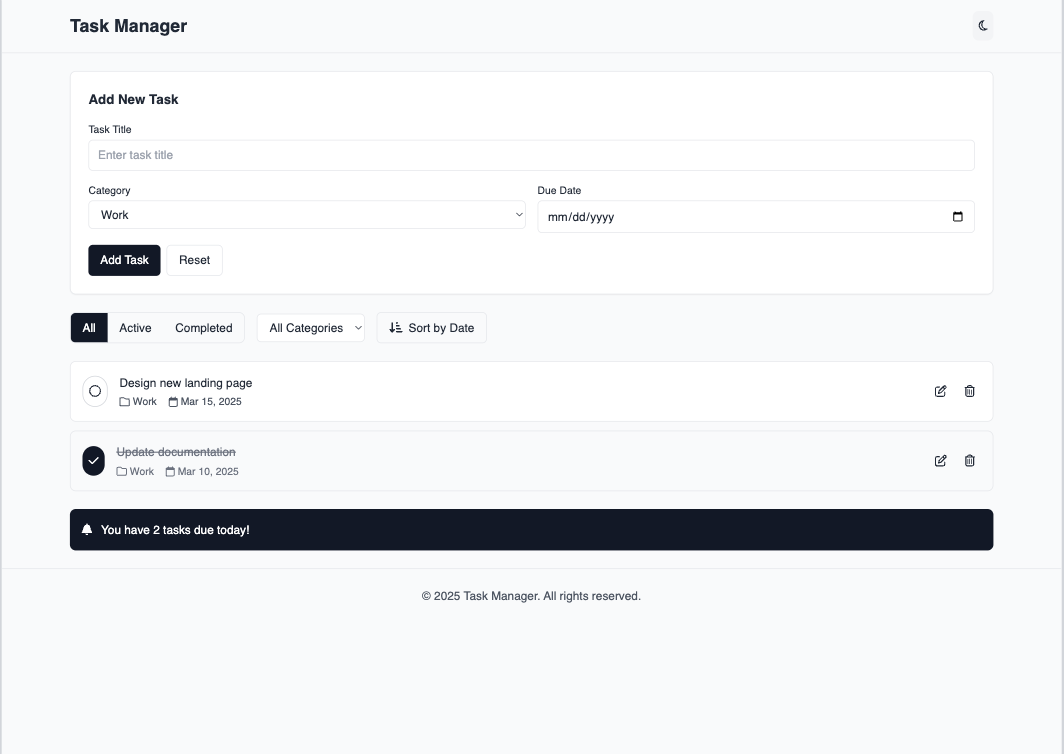 Task Manager
Add New Task
Task Title
Enter task title
Category Due Date
Work mm/dd/yyyy
Add Task Reset
All Active Completed All Categories Sort by Date
Design new landing page
Work Mar 15, 2025
Update documentation
Work Mar 10, 2025
You have 2 tasks due today!
© 2025 Task Manager. All rights reserved.